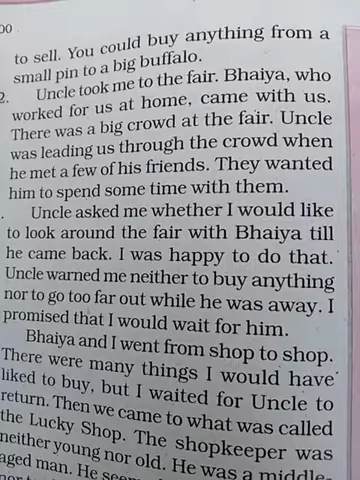 00
to sell. You could buy anything from a
small pin to a big buffalo.
2. Uncle took me to the fair. Bhaiya, who
worked for us at home, came with us.
There was a big crowd at the fair. Uncle
was leading us through the crowd when
he met a few of his friends. They wanted
him to spend some time with them.
. Uncle asked me whether I would like
to look around the fair with Bhaiya till
he came back. I was happy to do that.
Uncle warned me neither to buy anything
nor to go too far out while he was away. I
promised that I would wait for him.
Bhaiya and I went from shop to shop.
There were many things I would have
liked to buy, but I waited for Uncle to
return. Then we came to what was called
the Lucky Shop. The shopkeeper was
neither young nor old. He was a middle-
aged man. He